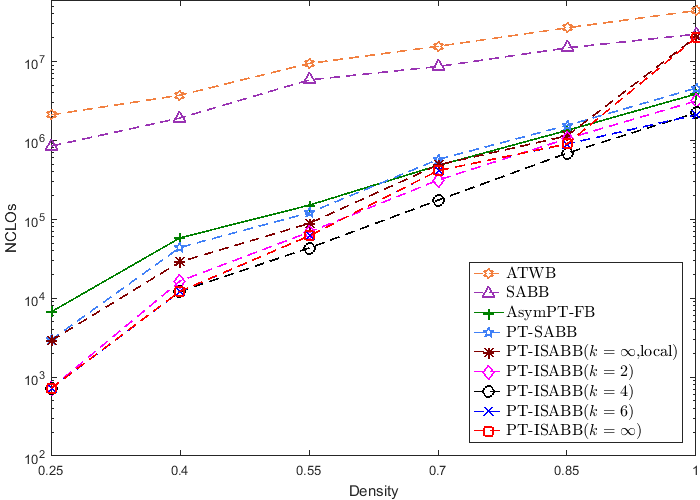 10^7
10^6
10^5
10^4
10^3
10^2
NCLOs
0.25 0.4 0.55 0.7 0.85 1
Density
ATWB
SABB
AsymPT-FB
PT-SABB
PT-ISABB(k = ∞,local)
PT-ISABB(k = 2)
PT-ISABB(k = 4)
PT-ISABB(k = 6)
PT-ISABB(k = ∞)